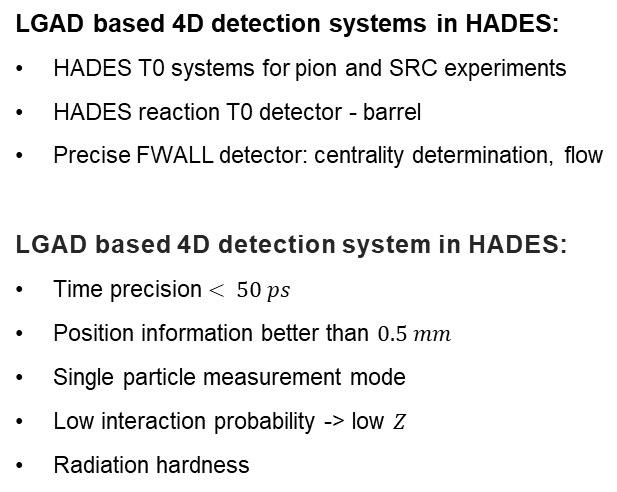 LGAD based 4D detection systems in HADES:
• HADES T0 systems for pion and SRC experiments
• HADES reaction T0 detector - barrel
• Precise FWALL detector: centrality determination, flow
LGAD based 4D detection system in HADES:
• Time precision < 50 ps
• Position information better than 0.5 mm
• Single particle measurement mode
• Low interaction probability -> low Z
• Radiation hardness